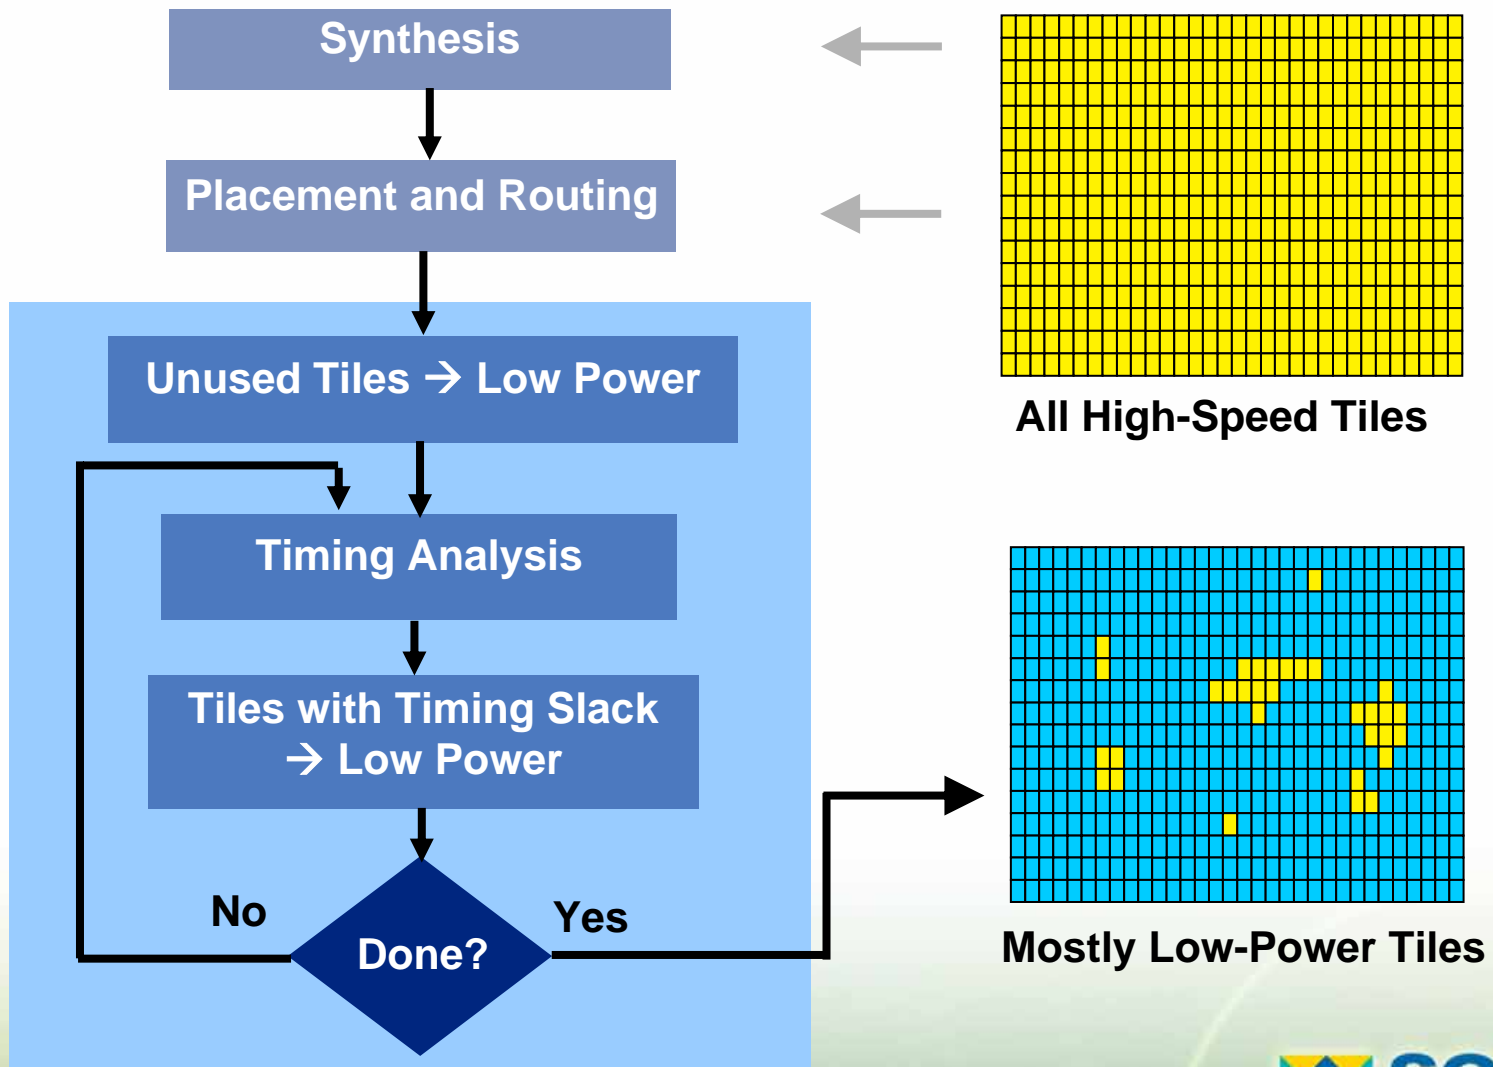 Synthesis
Placement and Routing
Unused Tiles → Low Power
Timing Analysis
Tiles with Timing Slack
→ Low Power
No
Done?
Yes
All High-Speed Tiles
Mostly Low-Power Tiles